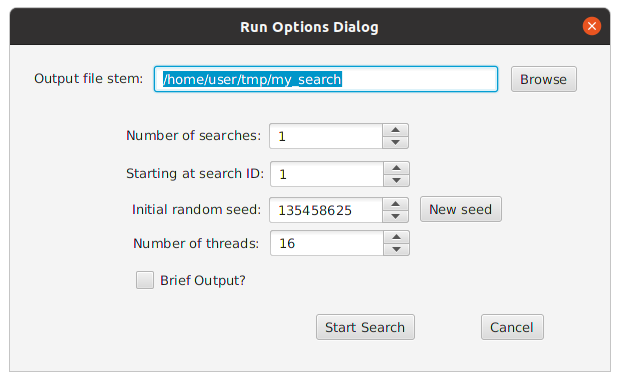 Run Options Dialog
Output file stem: /home/user/tmp/my_search Browse
Number of searches: 1
Starting at search ID: 1
Initial random seed: 135458625 New seed
Number of threads: 16
Brief Output?
Start Search Cancel